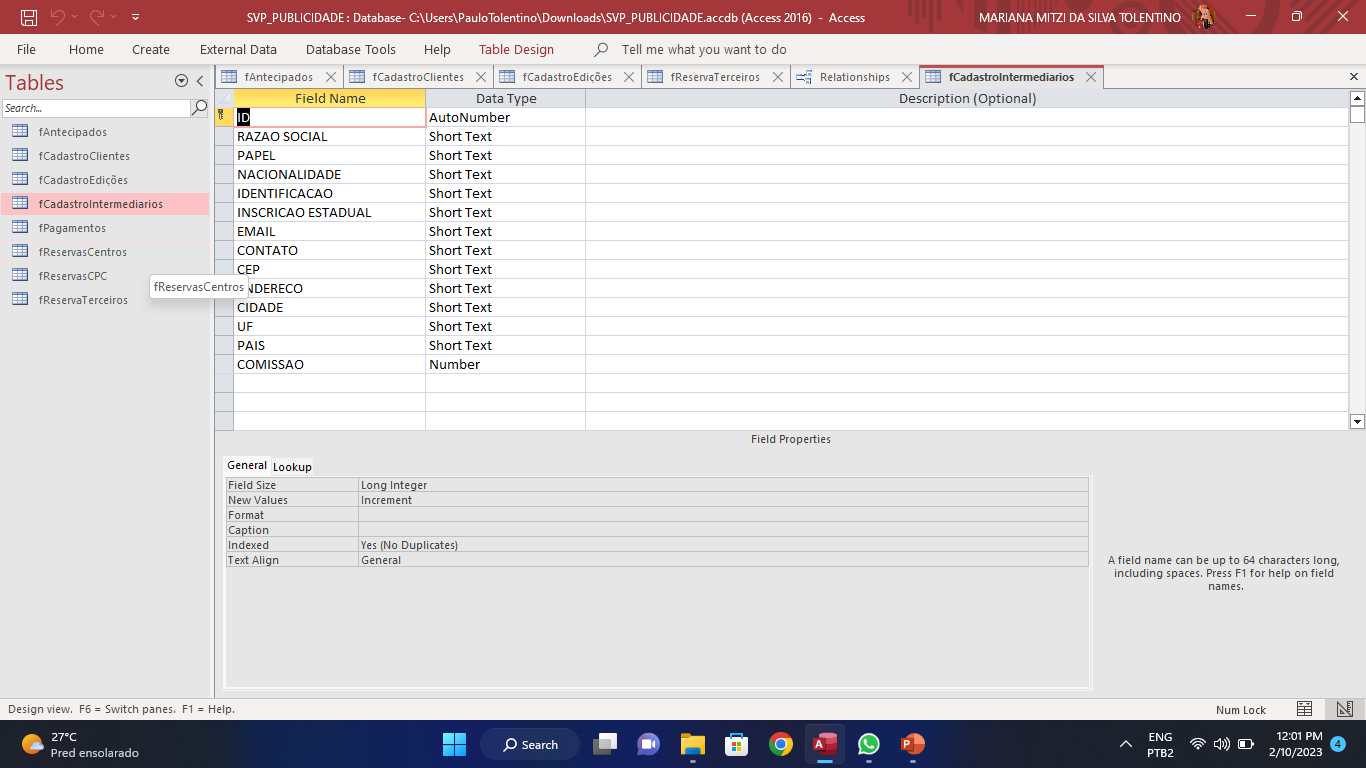 SVP_PUBLICIDADE : Database- C:\Users\PauloTolentino\Downloads\SVP_PUBLICIDADE.accdb (Access 2016) - Access
MARIANA MITZI DA SILVA TOLENTINO
File Home Create External Data Database Tools Help Table Design Tell me what you want to do
Tables
Search...
fAntecipados
fCadastroClientes
fCadastroEdições
fCadastroIntermediarios
fPagamentos
fReservasCentros
fReservasCPC
fReservaTerceiros
fReservasCentros
fAntecipados fCadastroClientes fCadastroEdições fReservaTerceiros Relationships fCadastroIntermediarios
Field Name Data Type Description (Optional)
ID AutoNumber
RAZAO SOCIAL Short Text
PAPEL Short Text
NACIONALIDADE Short Text
IDENTIFICACAO Short Text
INSCRICAO ESTADUAL Short Text
EMAIL Short Text
CONTATO Short Text
CEP Short Text
NDERECO Short Text
CIDADE Short Text
UF Short Text
PAIS Short Text
COMISSAO Number
Field Properties
General Lookup
Field Size Long Integer
New Values Increment
Format
Caption
Indexed Yes (No Duplicates)
Text Align General
A field name can be up to 64 characters long,
including spaces. Press F1 for help on field
names.
Design view. F6 = Switch panes. F1 = Help.
Num Lock
27°C
Pred ensolarado
Search
ENG
PTB2
12:01 PM
2/10/2023
4